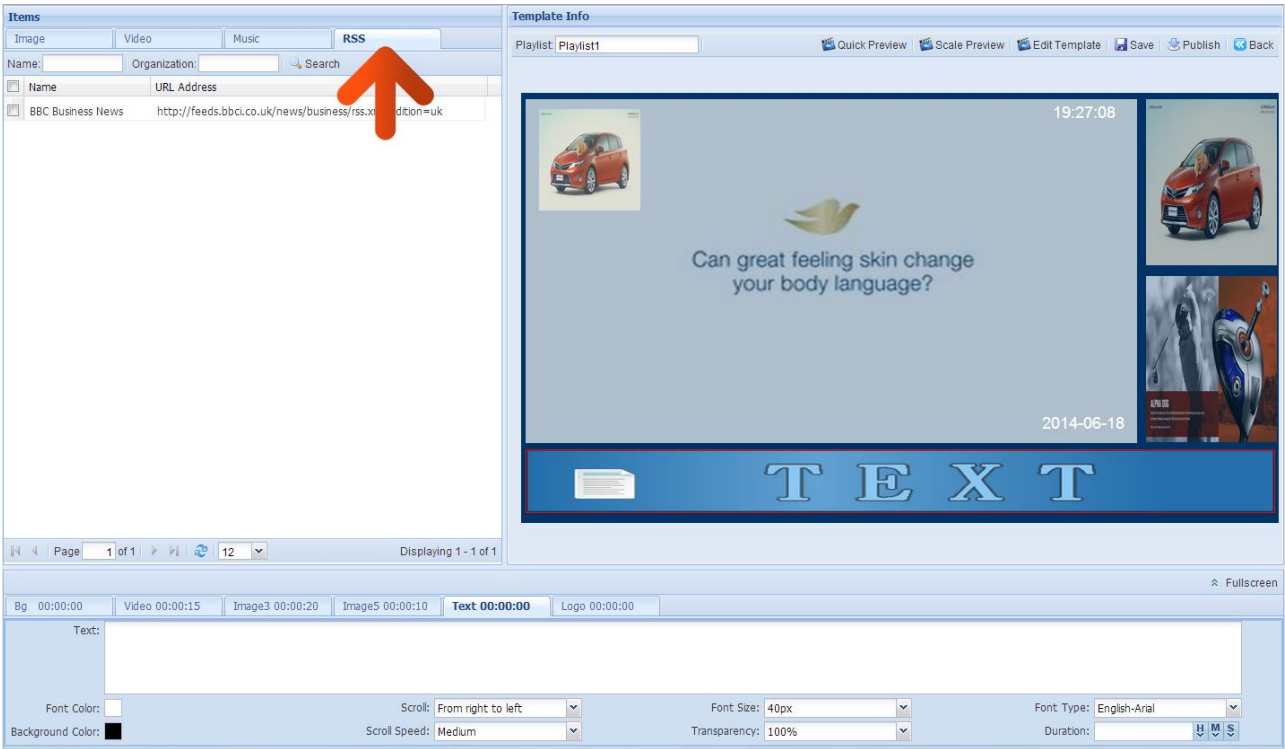 Items
Image Video Music RSS
Name: Organization: Search
Name URL Address
BBC Business News http://feeds.bbci.co.uk/news/business/rss.x dition=uk
Page 1 of 1 12 Displaying 1 - 1 of 1
Template Info
Playlist: Playlist1 Quick Preview Scale Preview Edit Template Save Publish Back
19:27:08
Can great feeling skin change
your body language?
ALPHA DOG
2014-06-18
TEXT
Fullscreen
Bg 00:00:00 Video 00:00:15 Image3 00:00:20 Image5 00:00:10 Text 00:00:00 Logo 00:00:00
Text:
Font Color: Scroll: From right to left Font Size: 40px Font Type: English-Arial
Background Color: Scroll Speed: Medium Transparency: 100% Duration: H M S